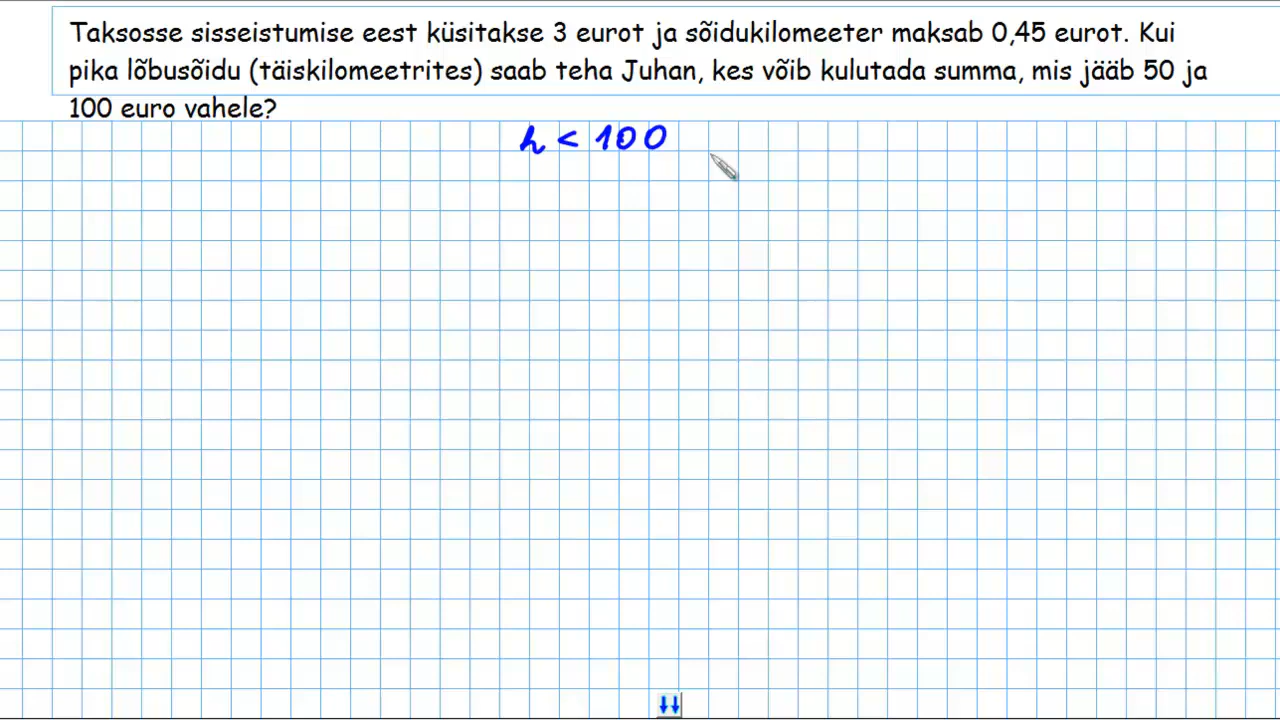 Taksosse sisseistumise eest küsitakse 3 eurot ja sõidukilomeeter maksab 0,45 eurot. Kui
pika lõbusõidu (täiskilomeetrites) saab teha Juhan, kes võib kulutada summa, mis jääb 50 ja
100 euro vahele?
h < 100